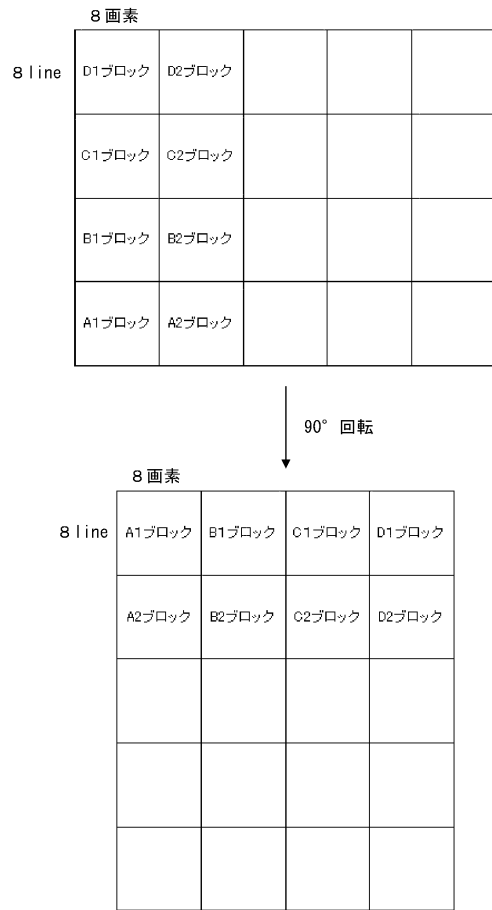 8画素
8line
D1ブロック D2ブロック
C1ブロック C2ブロック
B1ブロック B2ブロック
A1ブロック A2ブロック
90° 回転
8画素
8line
A1ブロック B1ブロック C1ブロック D1ブロック
A2ブロック B2ブロック C2ブロック D2ブロック